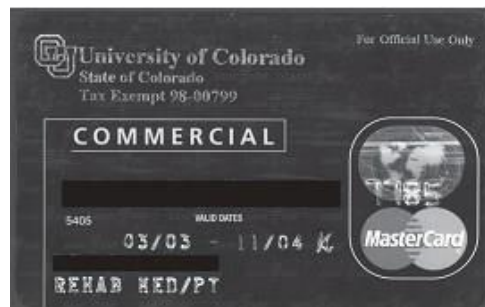 For Official Use Only
CU University of Colorado
State of Colorado
Tax Exempt 98-00799
COMMERCIAL
5405
VALID DATES
03/03 - 11/04
MasterCard
REHAB MED/PT